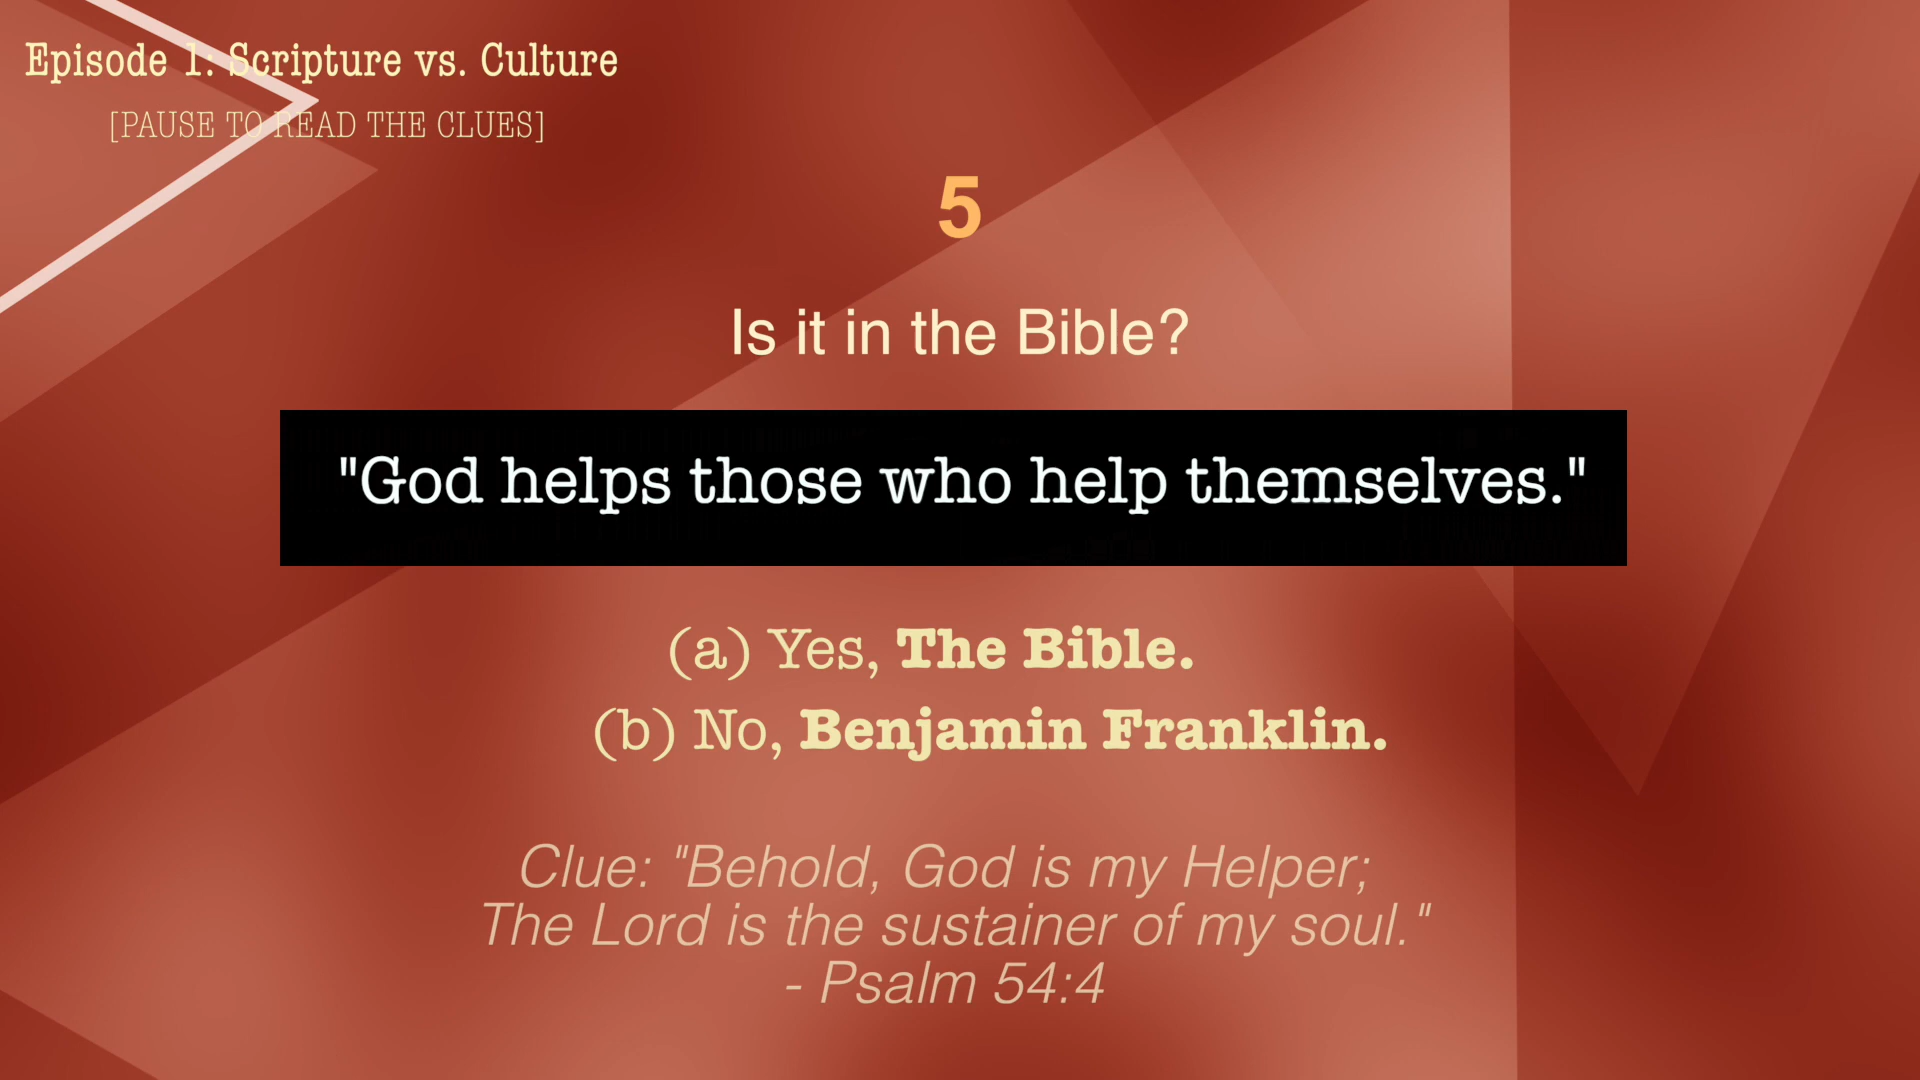 Episode 1: Scripture vs. Culture
[PAUSE TO READ THE CLUES]
5
Is it in the Bible?
"God helps those who help themselves."
(a) Yes, The Bible.
(b) No, Benjamin Franklin.
Clue: "Behold, God is my Helper;
The Lord is the sustainer of my soul."
- Psalm 54:4